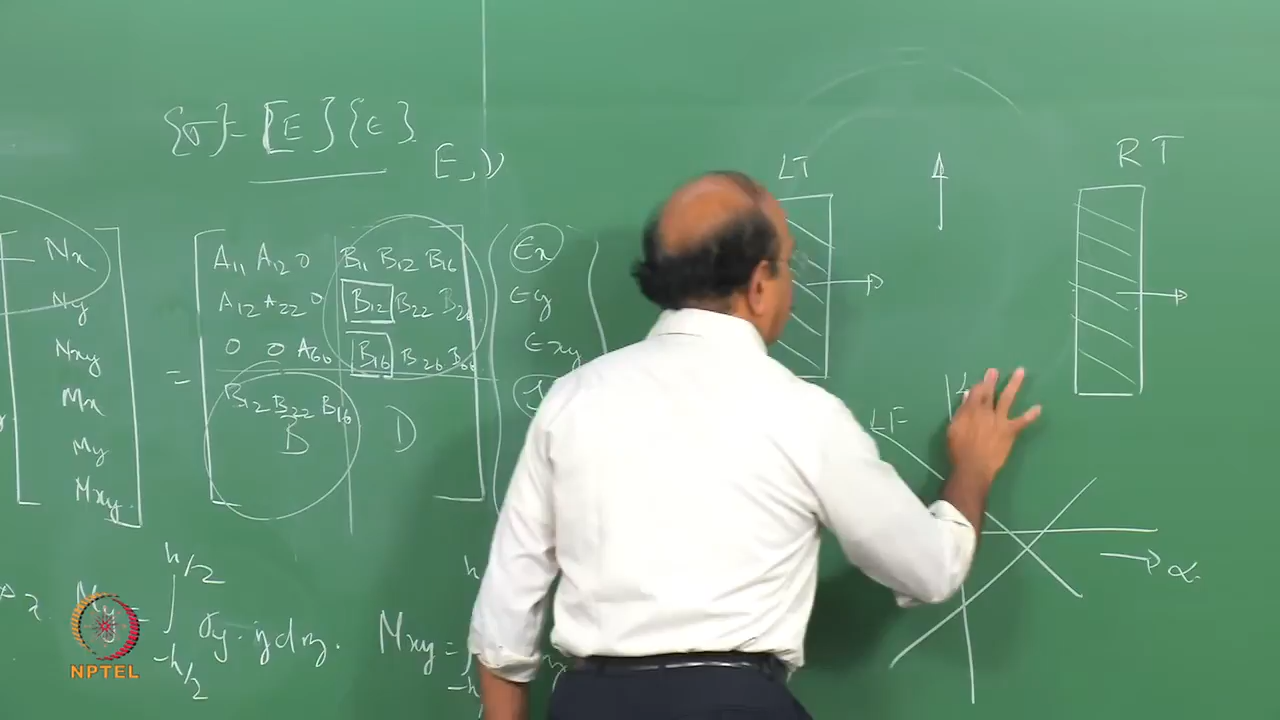 {σ} = [E] {ϵ}
E, ν
LT
RT
Nx
Ny
Nxy
Mx
My
Mxy
=
A11 A12 0 B11 B12 B16
A12 A22 0 B12 B22 B26
0 0 A66 B16 B26 B66
B12 B22 B16
B D
ϵx
ϵy
ϵxy
LF
α
h/2
-h/2
σy . z dz.
Mxy =
NPTEL